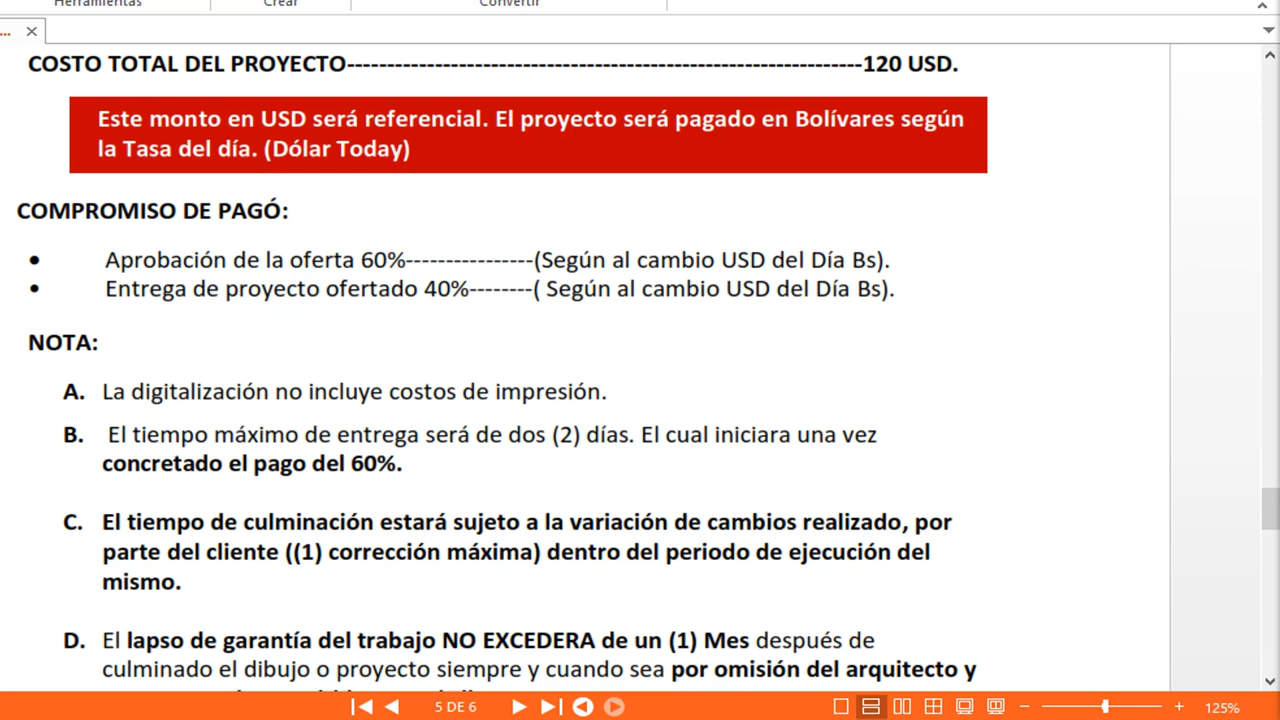 Herramientas Crear Convertir
...
COSTO TOTAL DEL PROYECTO-----------------------------------------------------------------120 USD.
Este monto en USD será referencial. El proyecto será pagado en Bolívares según
la Tasa del día. (Dólar Today)
COMPROMISO DE PAGÓ:
• Aprobación de la oferta 60%----------------(Según al cambio USD del Día Bs).
• Entrega de proyecto ofertado 40%--------( Según al cambio USD del Día Bs).
NOTA:
A. La digitalización no incluye costos de impresión.
B. El tiempo máximo de entrega será de dos (2) días. El cual iniciara una vez
concretado el pago del 60%.
C. El tiempo de culminación estará sujeto a la variación de cambios realizado, por
parte del cliente ((1) corrección máxima) dentro del periodo de ejecución del
mismo.
D. El lapso de garantía del trabajo NO EXCEDERA de un (1) Mes después de
culminado el dibujo o proyecto siempre y cuando sea por omisión del arquitecto y
5 DE 6 125%